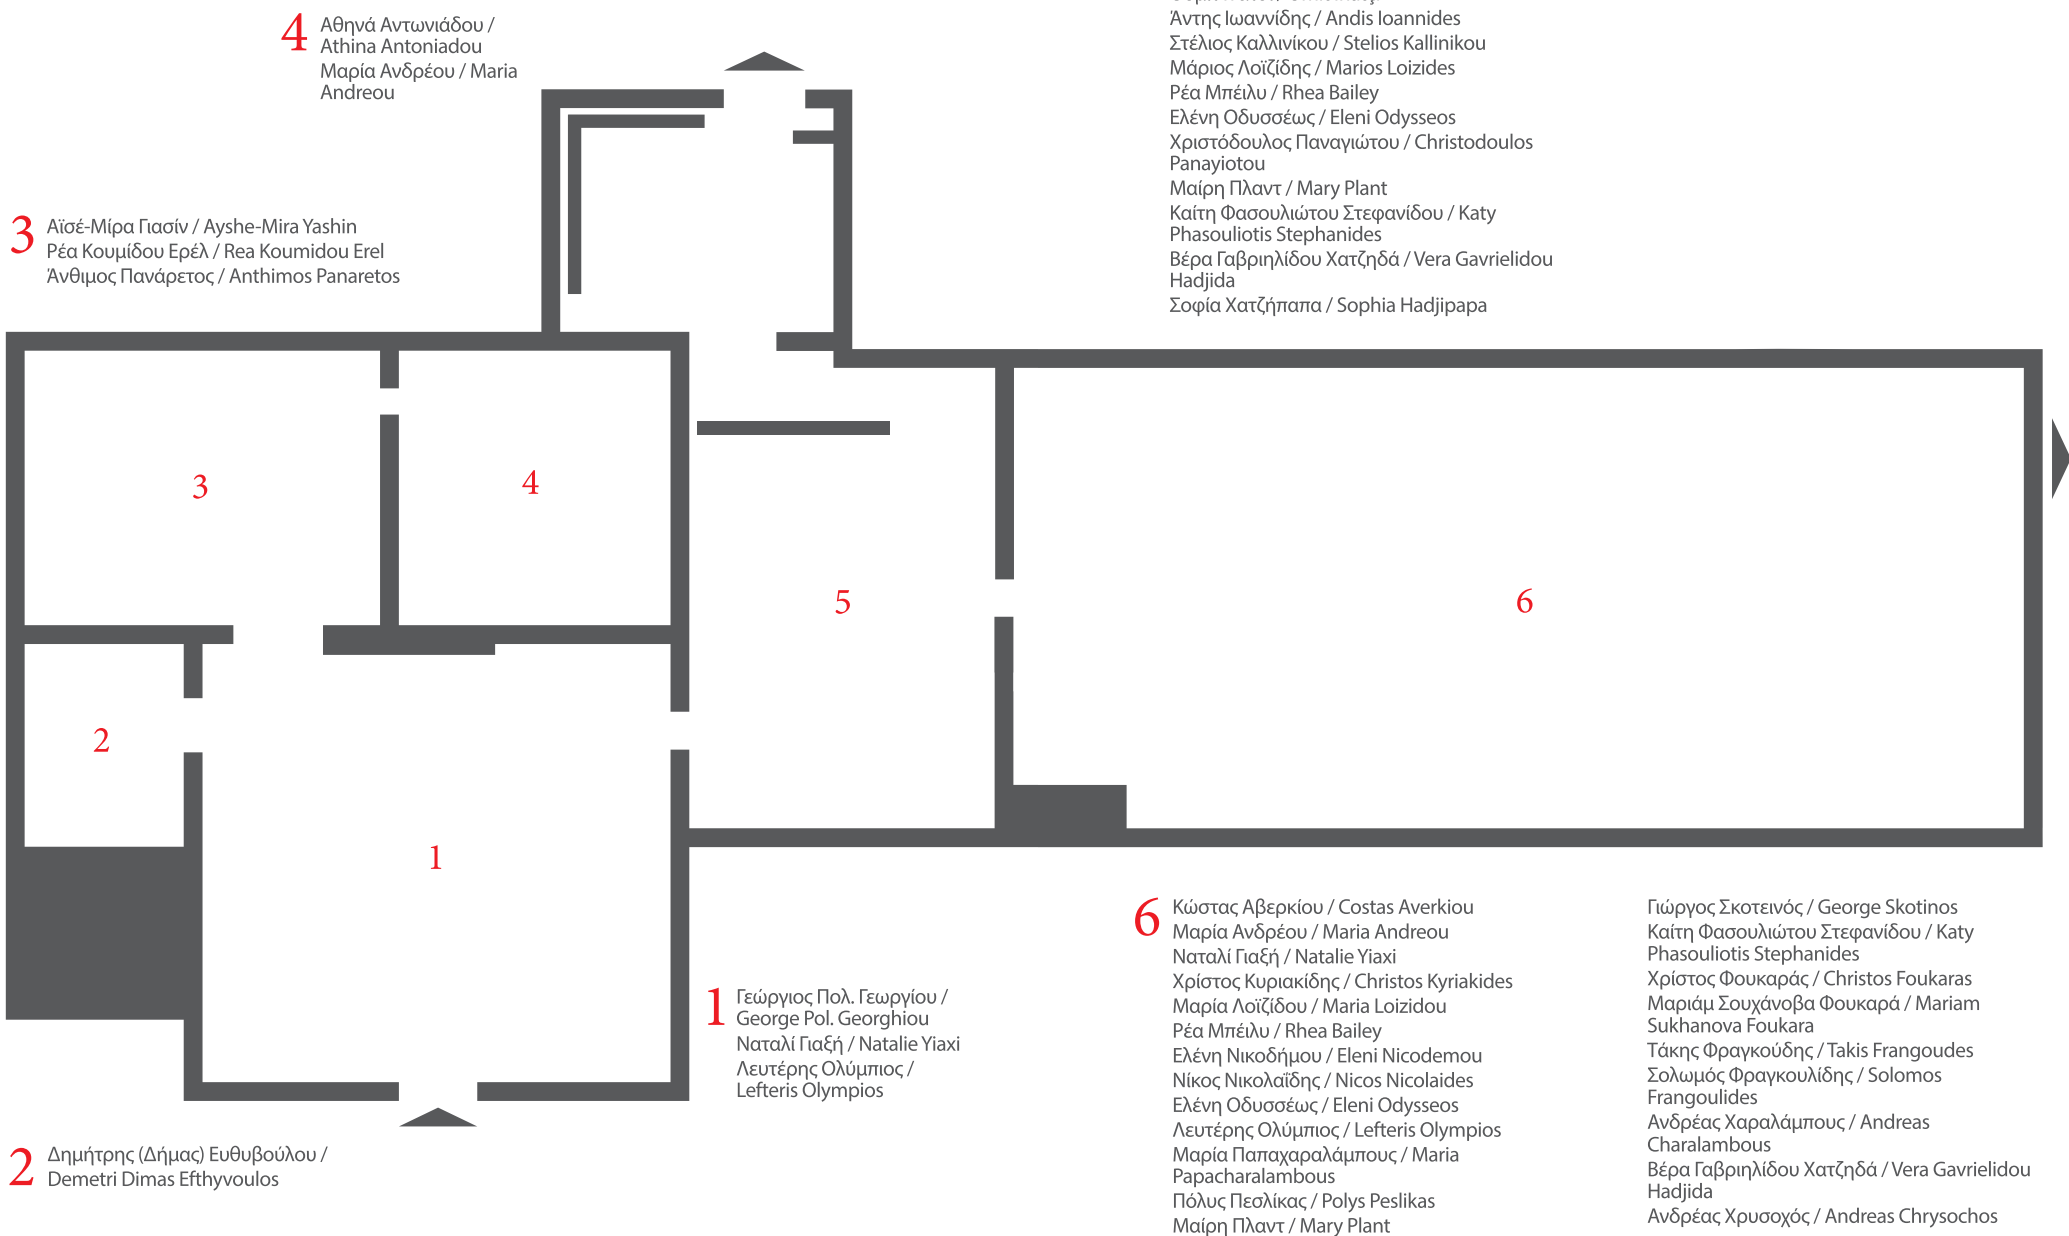 4
Αθηνά Αντωνιάδου /
Athina Antoniadou
Μαρία Ανδρέου / Maria
Andreou
Άντης Ιωαννίδης / Andis Ioannides
Στέλιος Καλλινίκου / Stelios Kallinikou
Μάριος Λοϊζίδης / Marios Loizides
Ρέα Μπέιλυ / Rhea Bailey
Ελένη Οδυσσέως / Eleni Odysseos
Χριστόδουλος Παναγιώτου / Christodoulos
Panayiotou
Μαίρη Πλαντ / Mary Plant
Καίτη Φασουλιώτου Στεφανίδου / Katy
Phasouliotis Stephanides
Βέρα Γαβριηλίδου Χατζηδά / Vera Gavrielidou
Hadjida
Σοφία Χατζήπαπα / Sophia Hadjipapa
3
Αϊσέ-Μίρα Γιασίν / Ayshe-Mira Yashin
Ρέα Κουμίδου Ερέλ / Rea Koumidou Erel
Άνθιμος Πανάρετος / Anthimos Panaretos
3
4
5
6
2
1
1
Γεώργιος Πολ. Γεωργίου /
George Pol. Georghiou
Ναταλί Γιαξή / Natalie Yiaxi
Λευτέρης Ολύμπιος /
Lefteris Olympios
2
Δημήτρης (Δήμας) Ευθυβούλου /
Demetri Dimas Efthyvoulos
6
Κώστας Αβερκίου / Costas Averkiou
Μαρία Ανδρέου / Maria Andreou
Ναταλί Γιαξή / Natalie Yiaxi
Χρίστος Κυριακίδης / Christos Kyriakides
Μαρία Λοϊζίδου / Maria Loizidou
Ρέα Μπέιλυ / Rhea Bailey
Ελένη Νικοδήμου / Eleni Nicodemou
Νίκος Νικολαΐδης / Nicos Nicolaides
Ελένη Οδυσσέως / Eleni Odysseos
Λευτέρης Ολύμπιος / Lefteris Olympios
Μαρία Παπαχαραλάμπους / Maria
Papacharalambous
Πόλυς Πεσλίκας / Polys Peslikas
Μαίρη Πλαντ / Mary Plant
Γιώργος Σκοτεινός / George Skotinos
Καίτη Φασουλιώτου Στεφανίδου / Katy
Phasouliotis Stephanides
Χρίστος Φουκαράς / Christos Foukaras
Μαριάμ Σουχάνοβα Φουκαρά / Mariam
Sukhanova Foukara
Τάκης Φραγκούδης / Takis Frangoudes
Σολωμός Φραγκουλίδης / Solomos
Frangoulides
Ανδρέας Χαραλάμπους / Andreas
Charalambous
Βέρα Γαβριηλίδου Χατζηδά / Vera Gavrielidou
Hadjida
Ανδρέας Χρυσοχός / Andreas Chrysochos